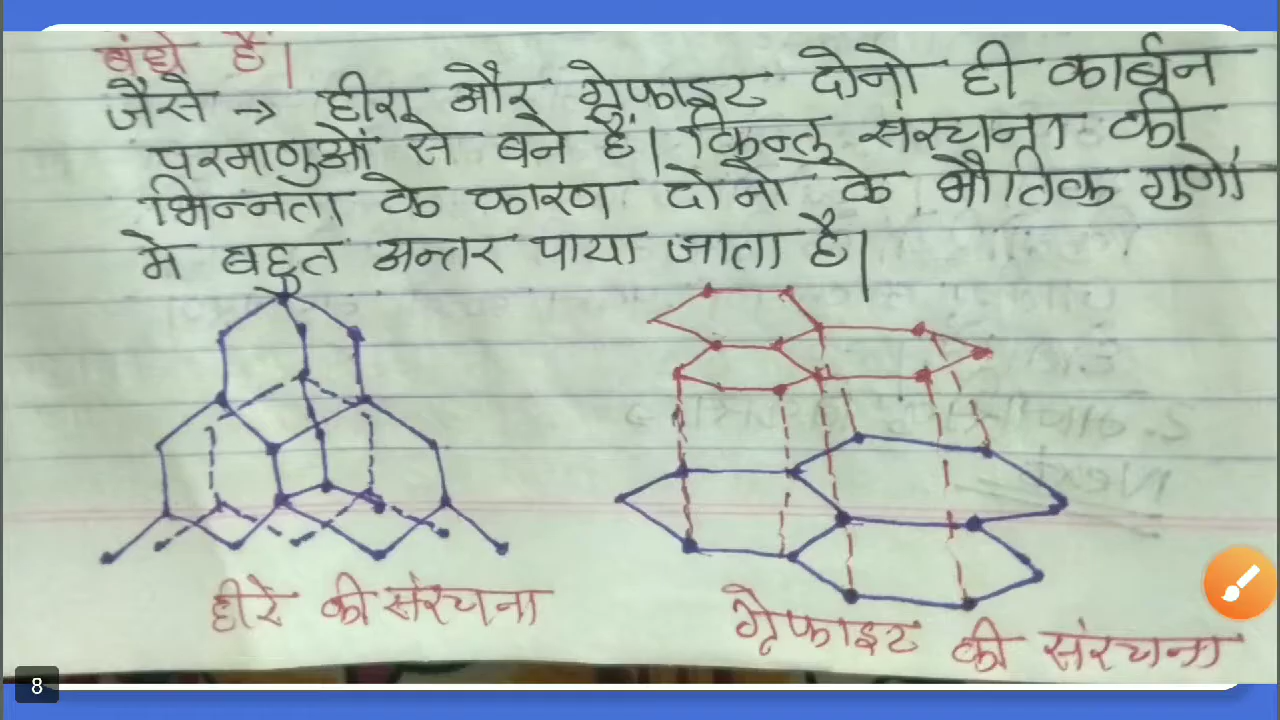 बंधे हैं।
जैसे → हीरा और ग्रेफाइट दोनो ही कार्बन
परमाणुओं से बने हैं। किन्तु संरचना की
भिन्नता के कारण दोनो के भौतिक गुणों
मे बहुत अन्तर पाया जाता है।
हीरे की संरचना
ग्रेफाइट की संरचना
8